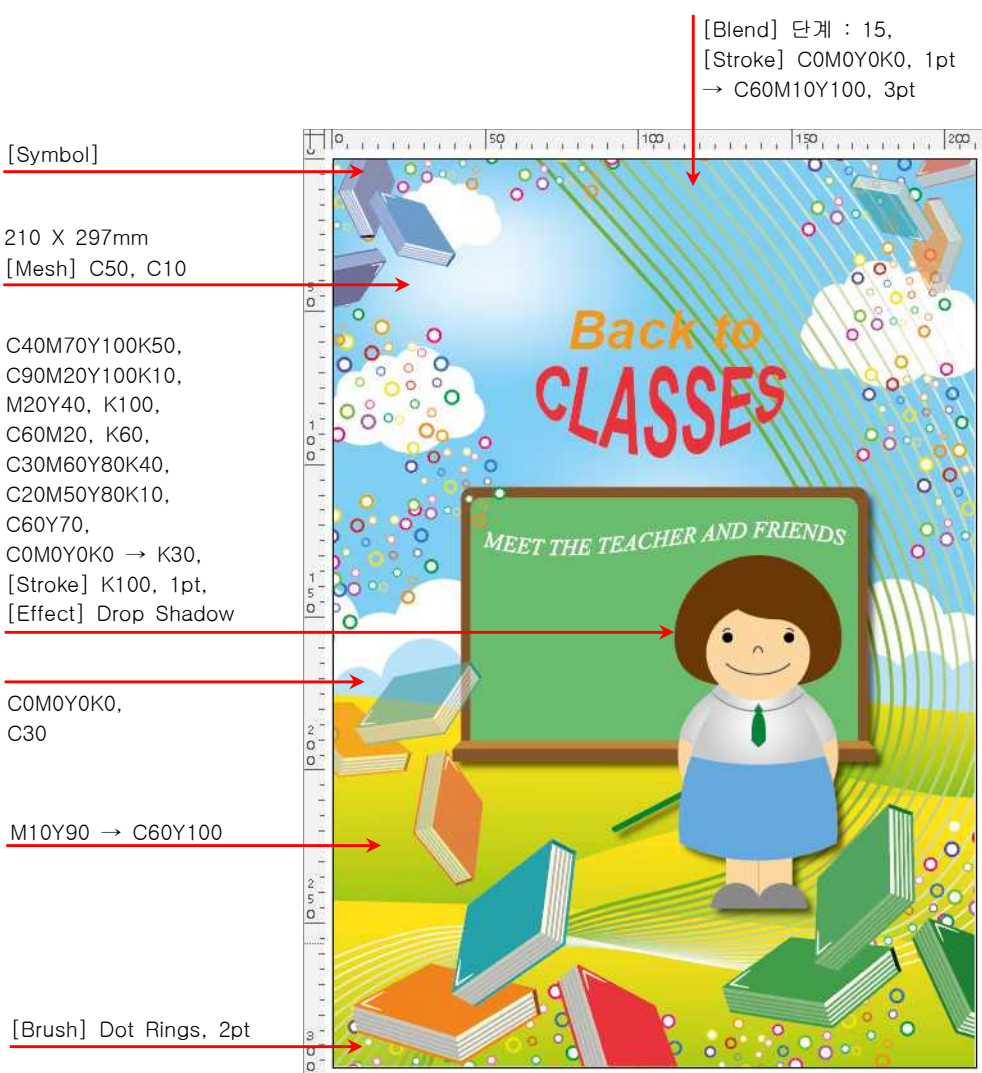 [Blend] 단계 : 15,
[Stroke] C0M0Y0K0, 1pt
→ C60M10Y100, 3pt
[Symbol]
210 X 297mm
[Mesh] C50, C10
C40M70Y100K50,
C90M20Y100K10,
M20Y40, K100,
C60M20, K60,
C30M60Y80K40,
C20M50Y80K10,
C60Y70,
C0M0Y0K0 → K30,
[Stroke] K100, 1pt,
[Effect] Drop Shadow
C0M0Y0K0,
C30
M10Y90 → C60Y100
[Brush] Dot Rings, 2pt
0 50 100 150 200
0
50
100
150
200
250
300
Back to
CLASSES
MEET THE TEACHER AND FRIENDS